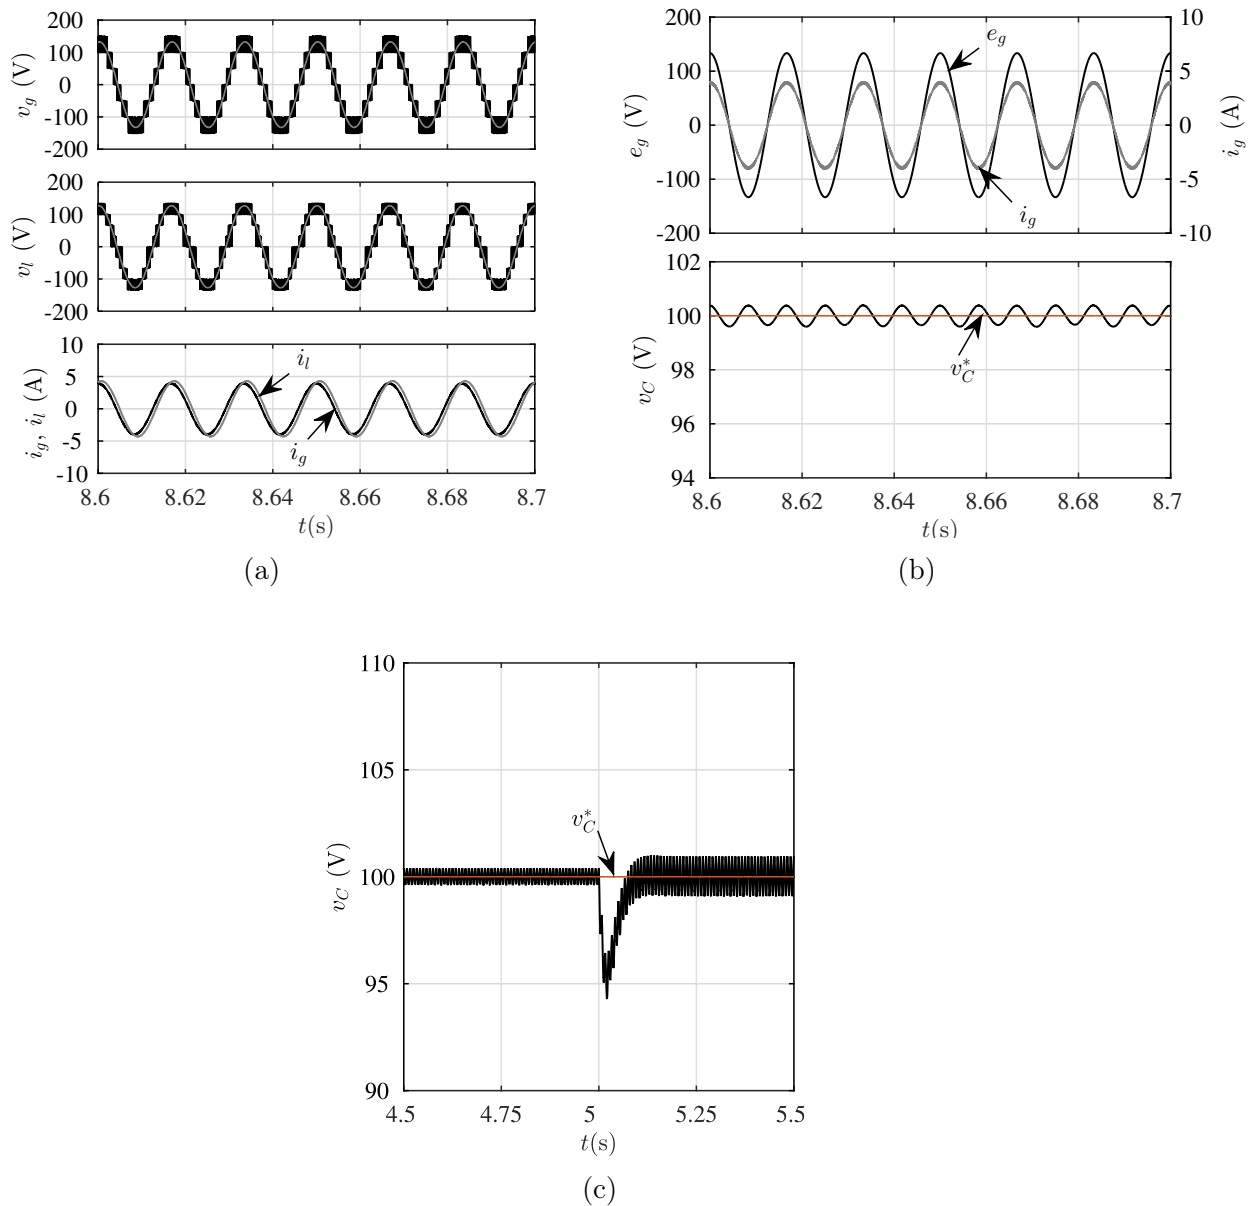 200
100
0
-100
-200
v_g (V)
200
100
0
-100
-200
v_l (V)
10
5
0
-5
-10
i_g, i_l (A)
i_l
i_g
8.6 8.62 8.64 8.66 8.68 8.7
t(s)
(a)
200
100
0
-100
-200
e_g (V)
10
5
0
-5
-10
i_g (A)
e_g
i_g
102
100
98
96
94
v_C (V)
v_C^*
8.6 8.62 8.64 8.66 8.68 8.7
t(s)
(b)
110
105
100
95
90
v_C (V)
v_C^*
4.5 4.75 5 5.25 5.5
t(s)
(c)